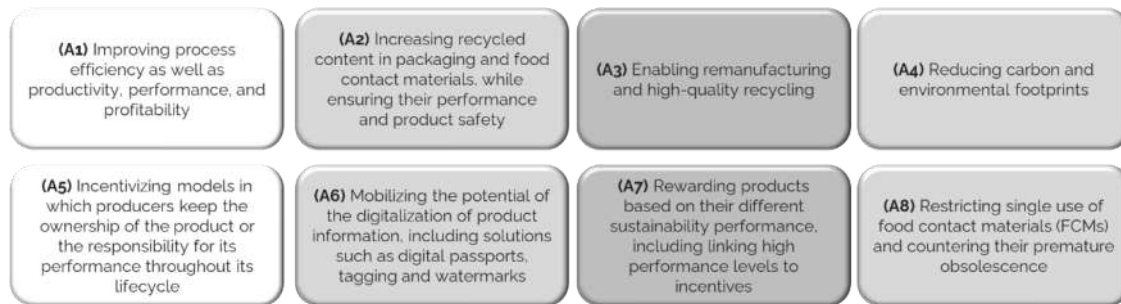 (A1) Improving process
efficiency as well as
productivity, performance, and
profitability
(A2) Increasing recycled
content in packaging and food
contact materials, while
ensuring their performance
and product safety
(A3) Enabling remanufacturing
and high-quality recycling
(A4) Reducing carbon and
environmental footprints
(A5) Incentivizing models in
which producers keep the
ownership of the product or
the responsibility for its
performance throughout its
lifecycle
(A6) Mobilizing the potential of
the digitalization of product
information, including solutions
such as digital passports,
tagging and watermarks
(A7) Rewarding products
based on their different
sustainability performance,
including linking high
performance levels to
incentives
(A8) Restricting single use of
food contact materials (FCMs)
and countering their premature
obsolescence